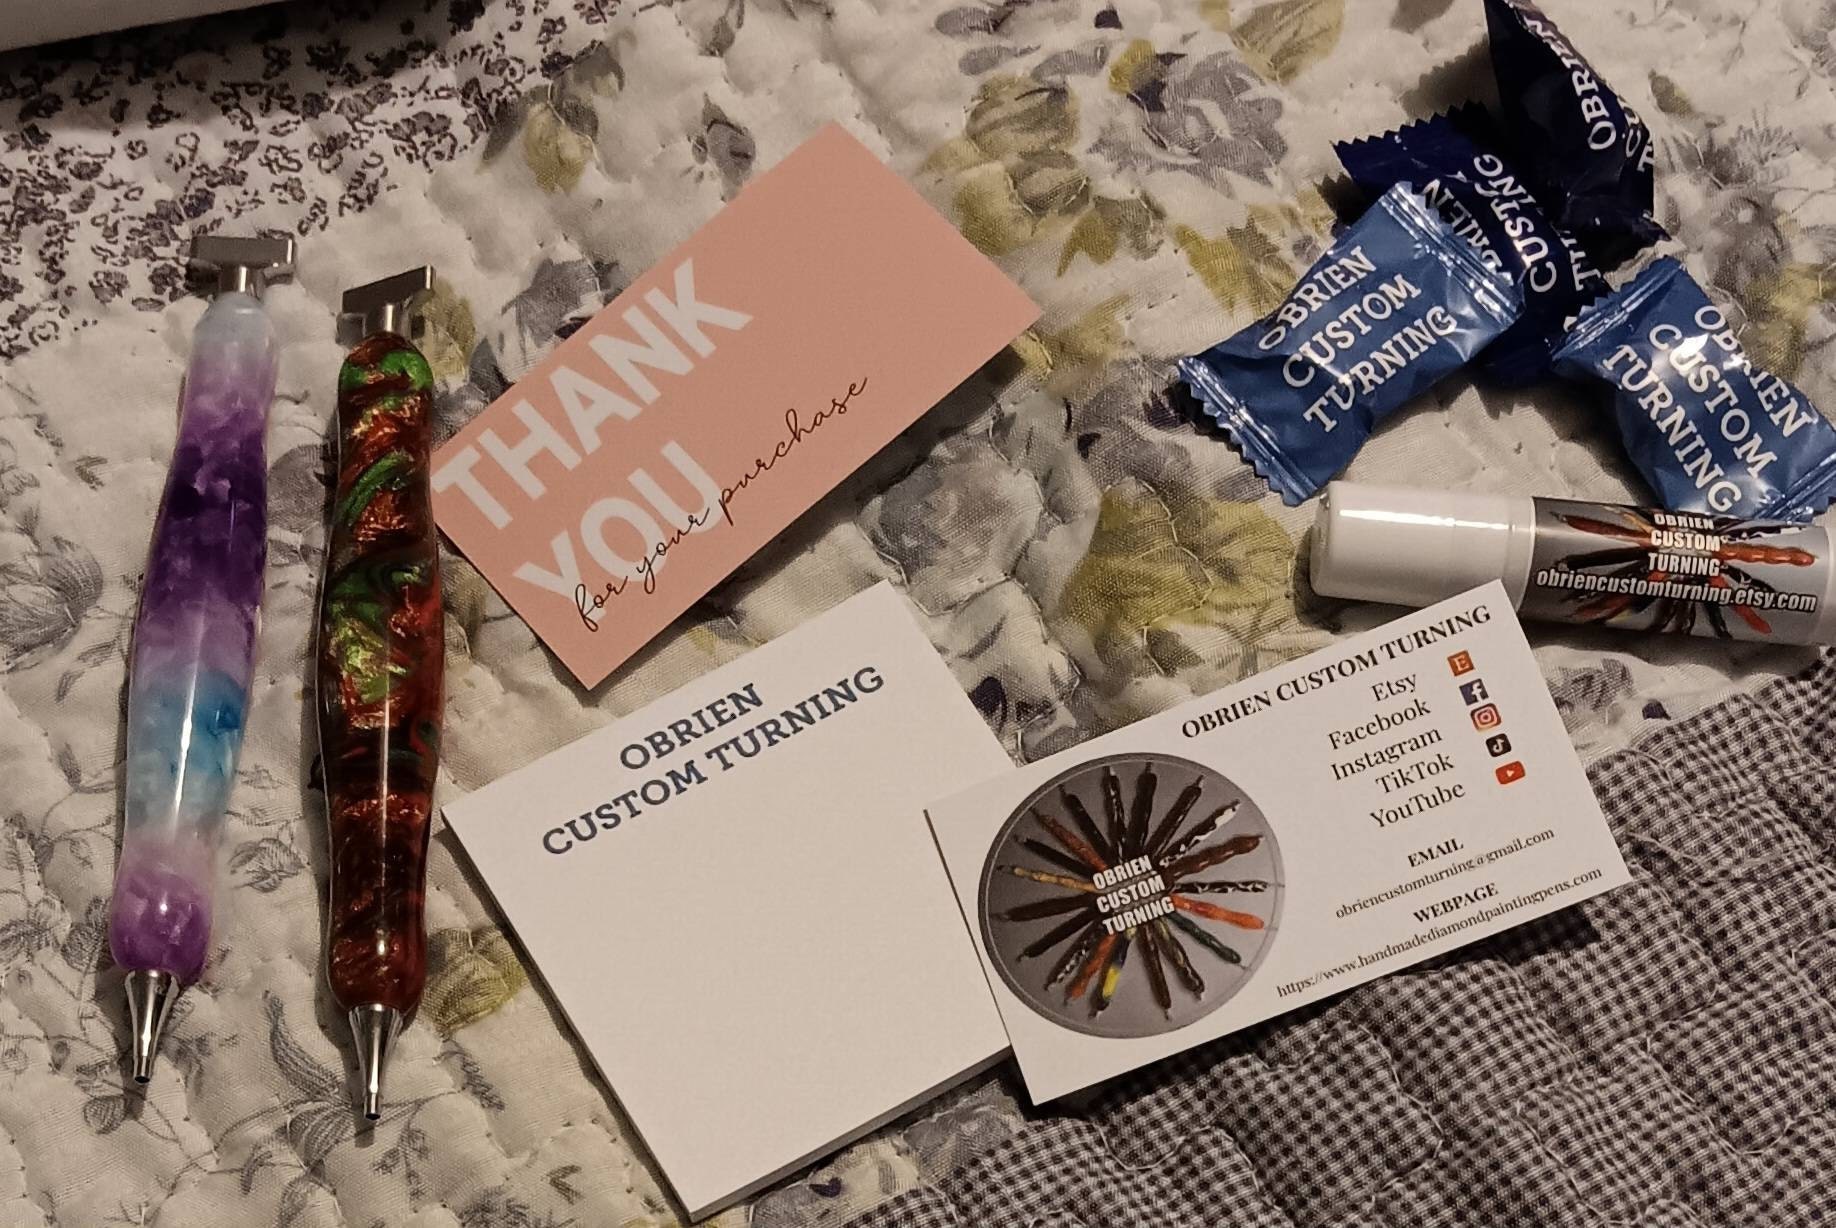 THANK
YOU
for your purchase
OBRIEN
CUSTOM TURNING
OBRIEN CUSTOM TURNING
Etsy
Facebook
Instagram
TikTok
YouTube
EMAIL
obriencustomturning@gmail.com
WEBPAGE
https://www.handmadediamondpaintingpens.com
OBRIEN
CUSTOM
TURNING
OBRIEN
CUSTOM
TURNING
obriencustomturning.etsy.com
OBRIEN
CUSTOM
TURNING
OBRIEN
CUSTOM
TURNING
OBRIEN